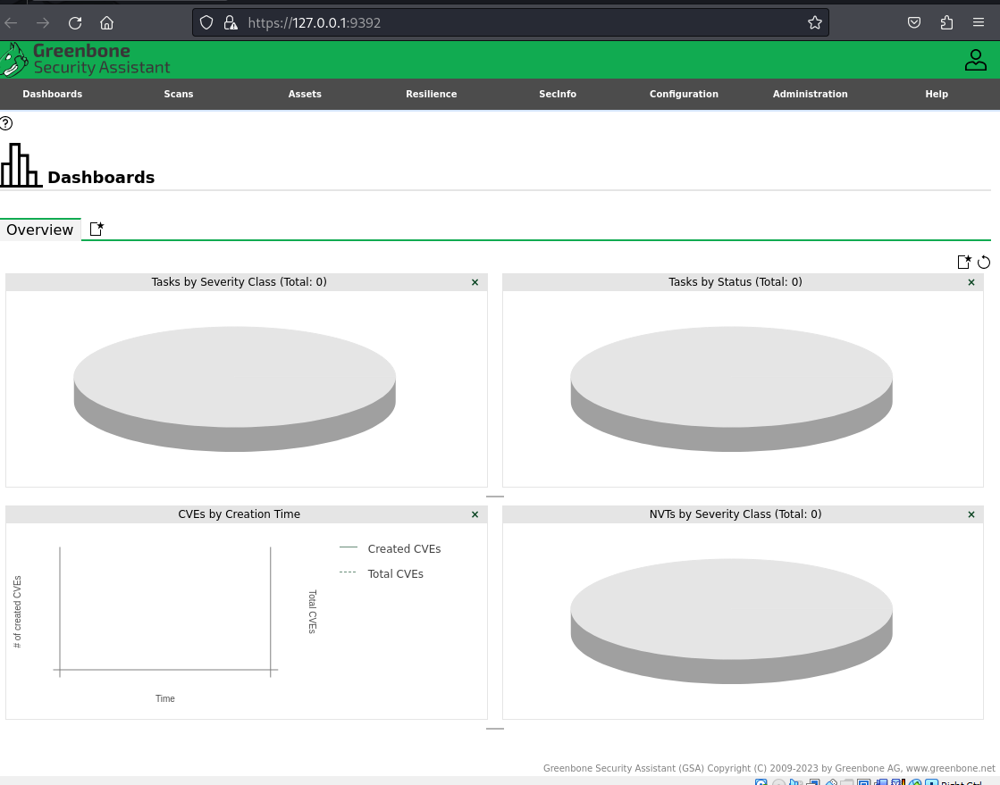 https://127.0.0.1:9392
Greenbone
Security Assistant
Dashboards Scans Assets Resilience SecInfo Configuration Administration Help
Dashboards
Overview
Tasks by Severity Class (Total: 0) ×
Tasks by Status (Total: 0) ×
CVEs by Creation Time ×
# of created CVEs
Total CVEs
Time
Created CVEs
Total CVEs
NVTs by Severity Class (Total: 0) ×
Greenbone Security Assistant (GSA) Copyright (C) 2009-2023 by Greenbone AG, www.greenbone.net
Right Ctrl